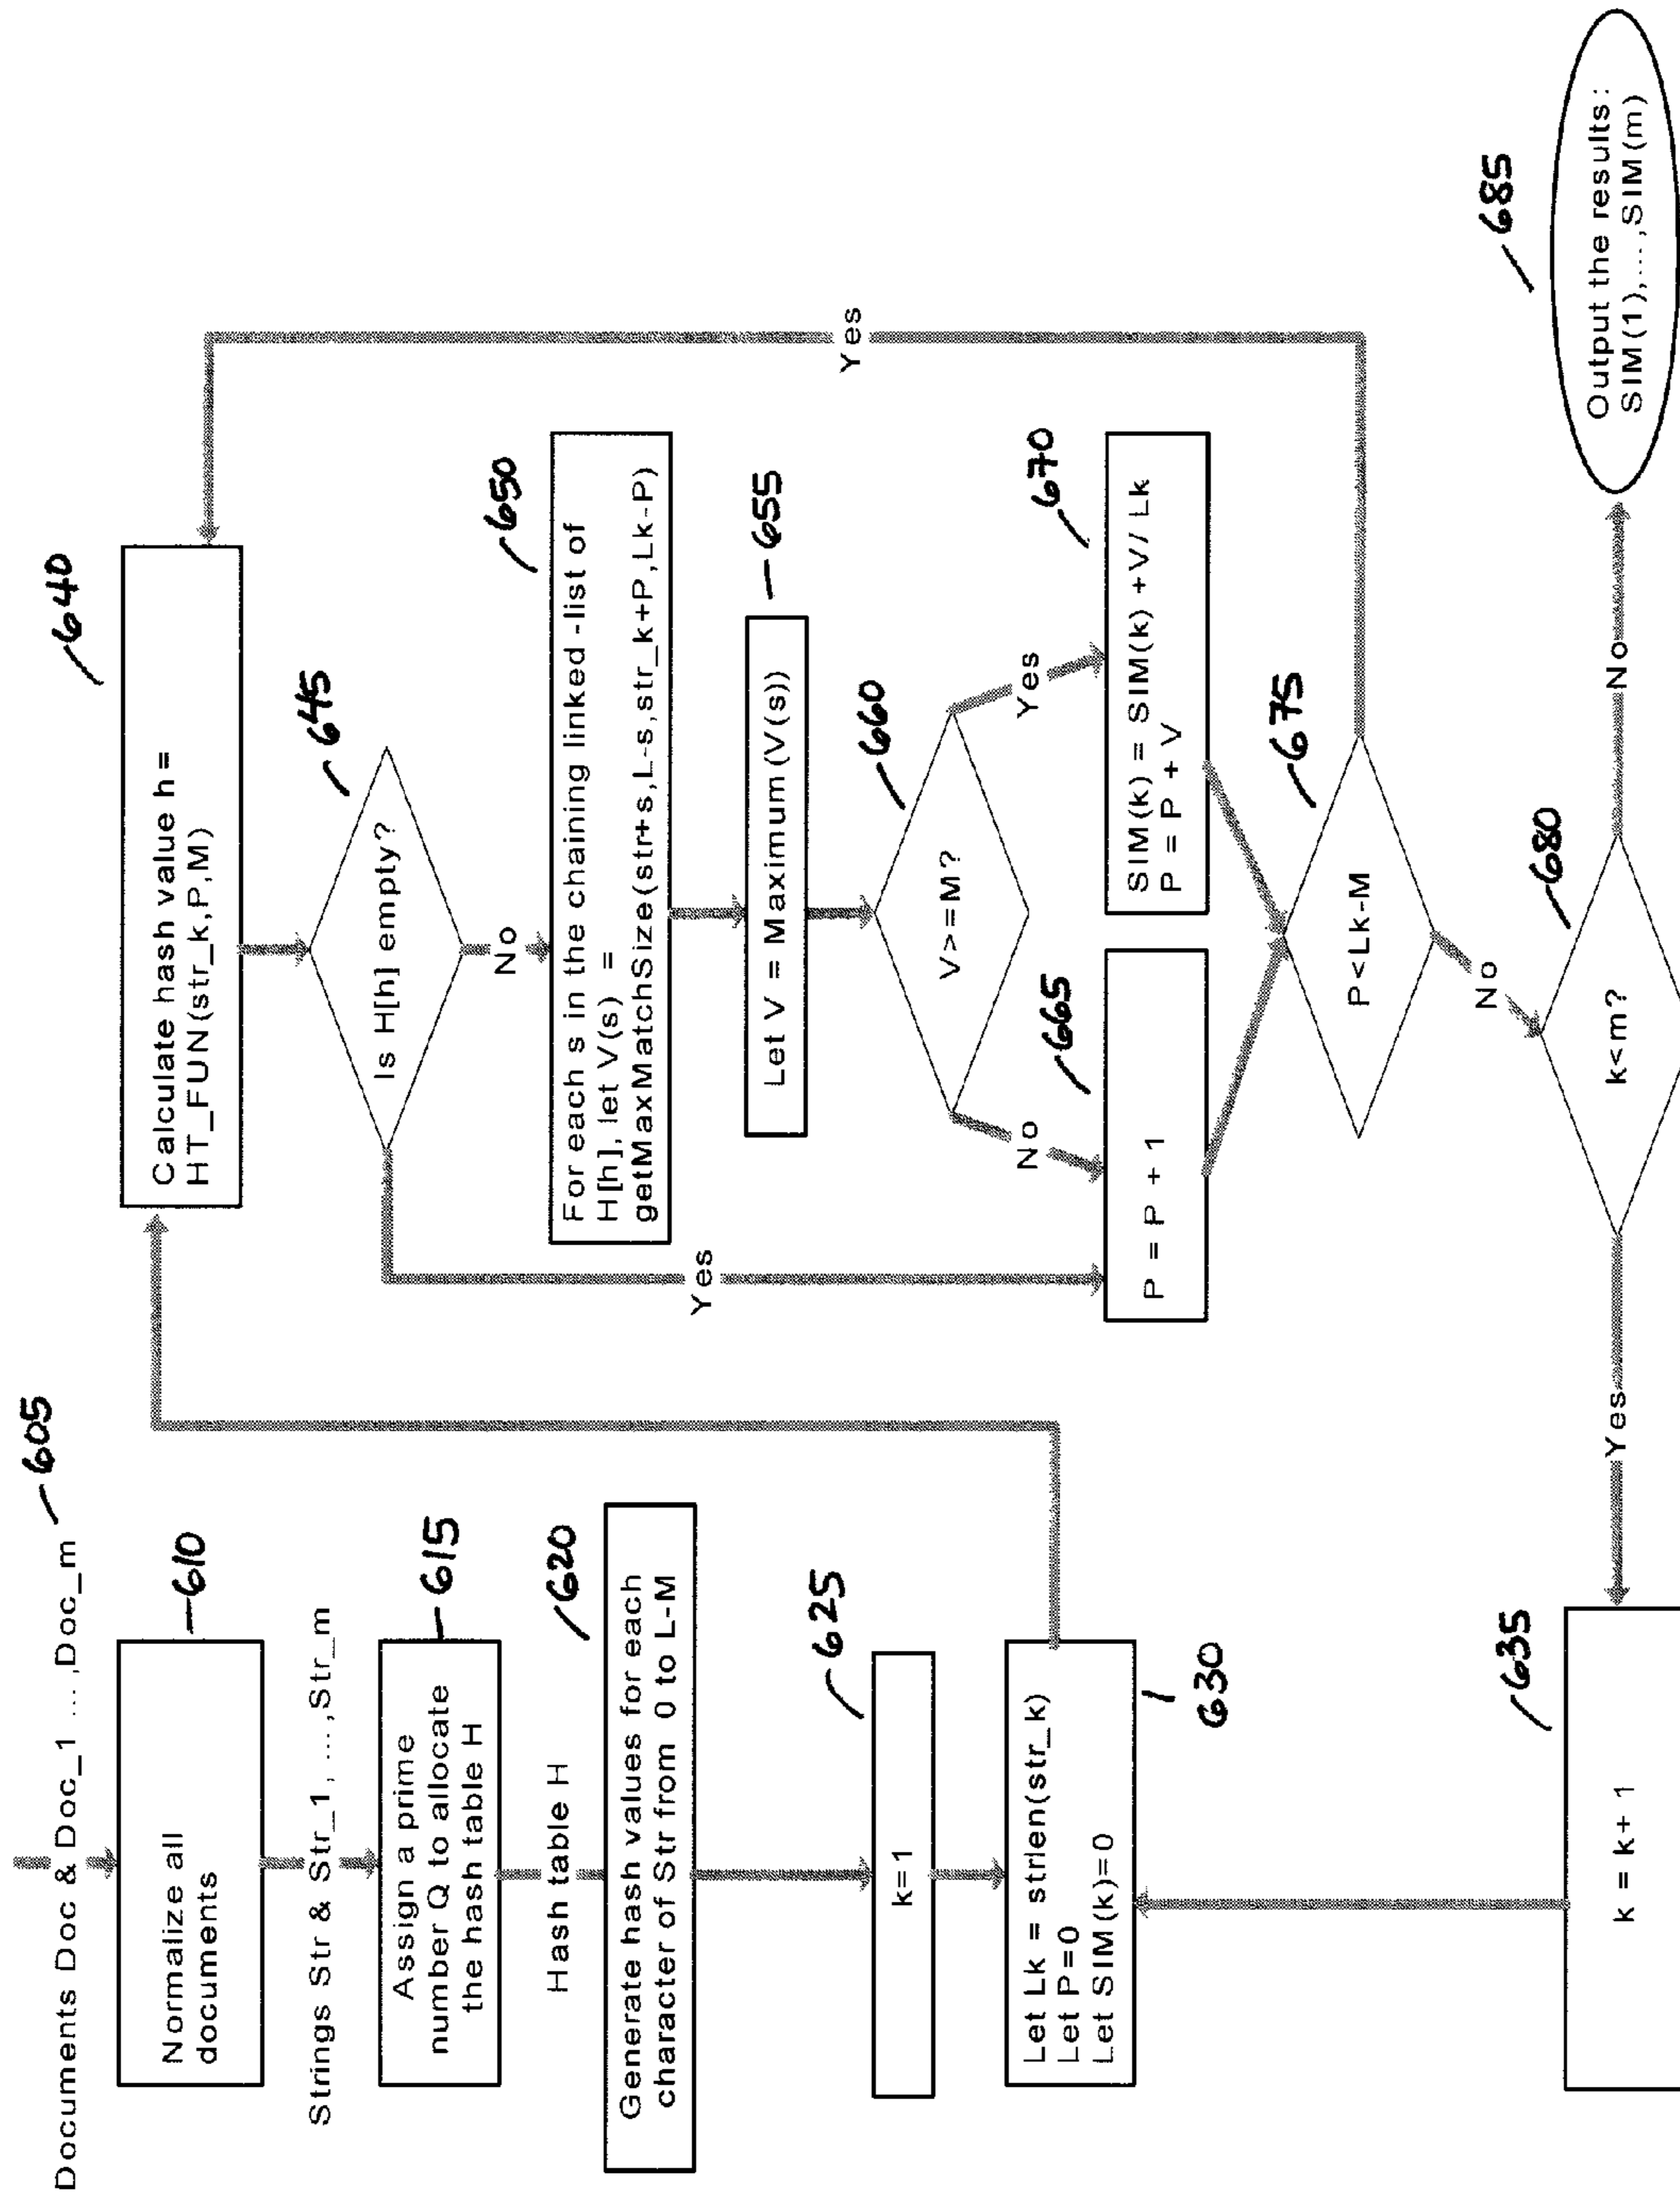 Documents Doc & Doc_1 ...,Doc_m
605
Normalize all
documents
610
Strings Str & Str_1, ...,Str_m
Assign a prime
number Q to allocate
the hash table H
615
Hash table H
620
Generate hash values for each
character of Str from 0 to L-M
625
k=1
Let Lk = strlen(str_k)
Let P=0
Let SIM(k)=0
630
635
k = k+ 1
640
Calculate hash value h =
HT_FUN(str_k,P,M)
645
Is H[h] empty?
No
Yes
650
For each s in the chaining linked -list of
H[h], let V(s) =
getMaxMatchSize(str+s,L-s,str_k+P,Lk-P)
655
Let V = Maximum(V(s))
660
V>=M?
No
Yes
665
P = P + 1
670
SIM(k) = SIM(k) +V/ Lk
P = P + V
675
P<Lk-M
Yes
No
680
k<m?
Yes
No
685
Output the results:
SIM(1),...,SIM(m)